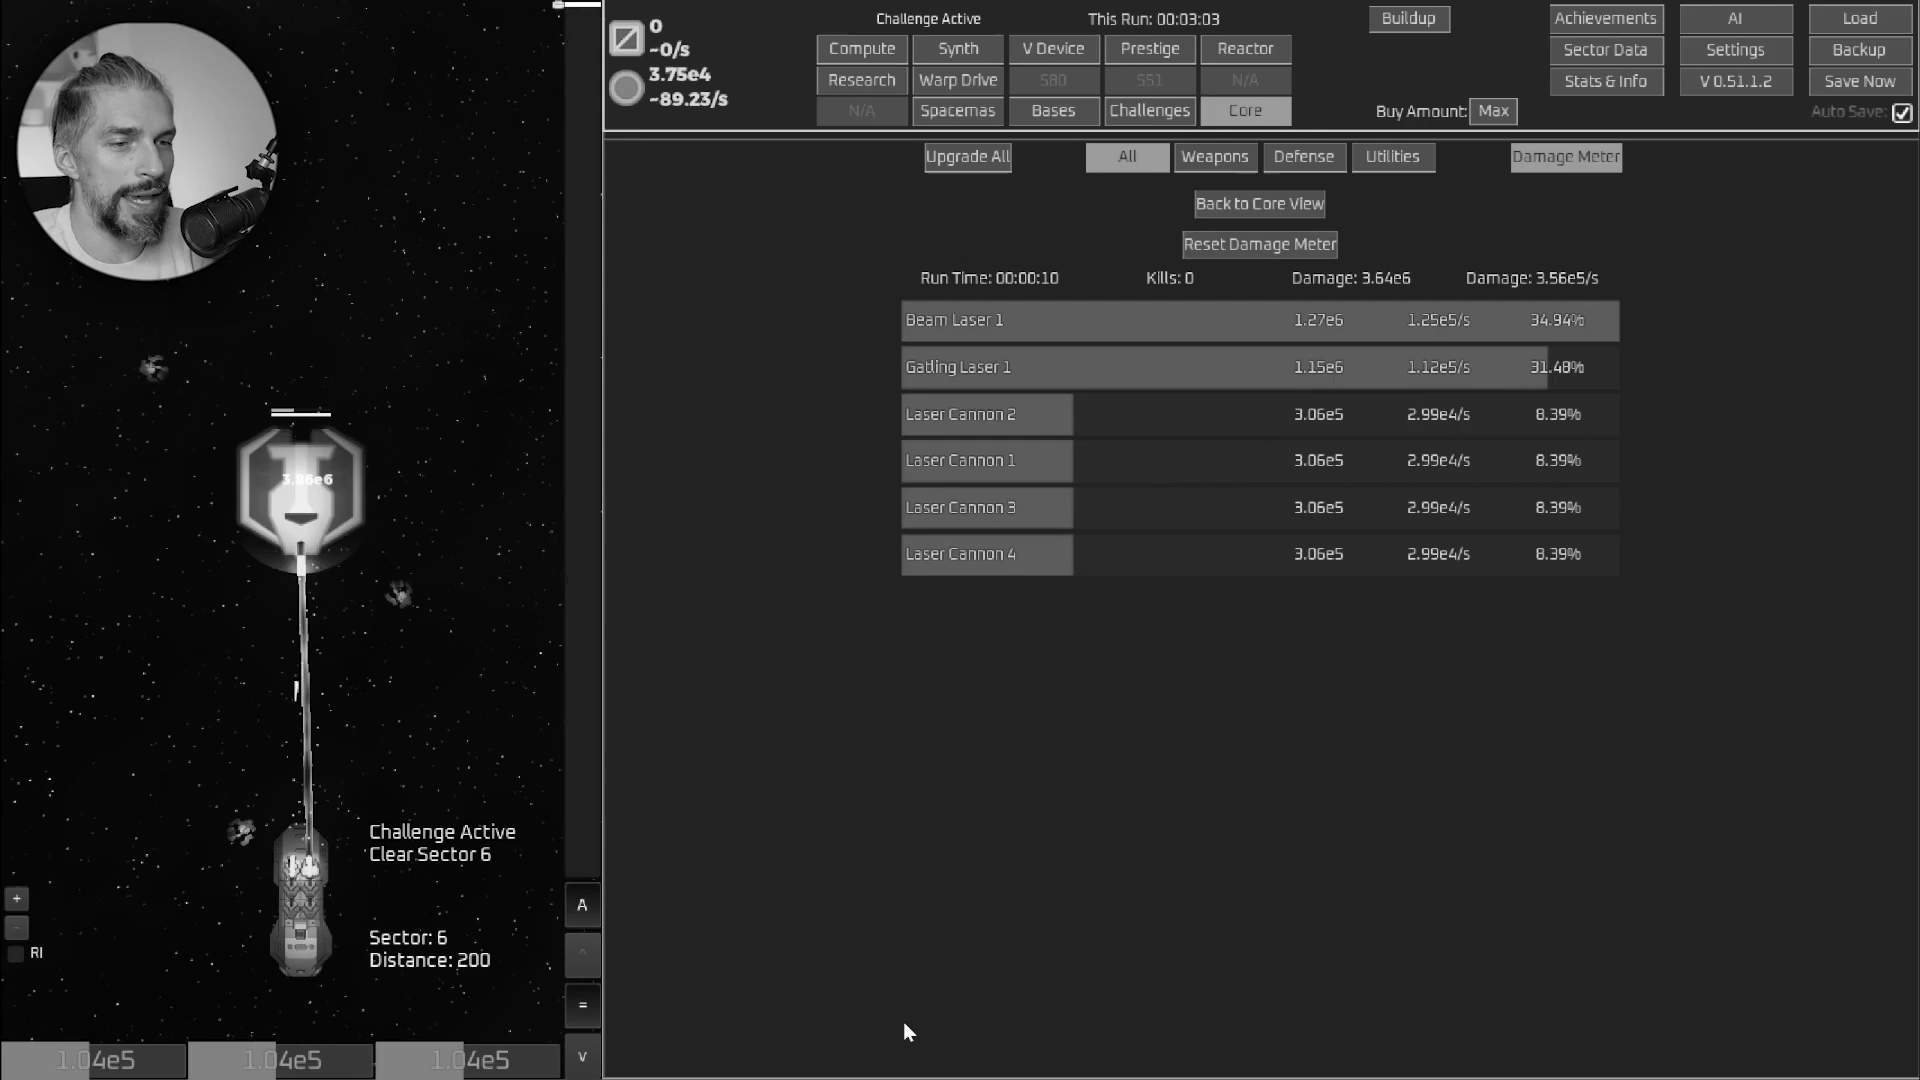 0
~0/s
3.75e4
~89.23/s
Challenge Active
This Run: 00:03:03
Buildup
Achievements
AI
Load
Compute
Synth
V Device
Prestige
Reactor
Sector Data
Settings
Backup
Research
Warp Drive
S80
S51
N/A
Stats & Info
V 0.51.1.2
Save Now
N/A
Spacemas
Bases
Challenges
Core
Buy Amount: Max
Auto Save:
Upgrade All
All
Weapons
Defense
Utilities
Damage Meter
Back to Core View
Reset Damage Meter
Run Time: 00:00:10
Kills: 0
Damage: 3.64e6
Damage: 3.56e5/s
Beam Laser 1 1.27e6 1.25e5/s 34.94%
Gatling Laser 1 1.15e6 1.12e5/s 31.48%
Laser Cannon 2 3.06e5 2.99e4/s 8.39%
Laser Cannon 1 3.06e5 2.99e4/s 8.39%
Laser Cannon 3 3.06e5 2.99e4/s 8.39%
Laser Cannon 4 3.06e5 2.99e4/s 8.39%
Challenge Active
Clear Sector 6
Sector: 6
Distance: 200
+
-
RI
A
^
=
V
1.04e5
1.04e5
1.04e5